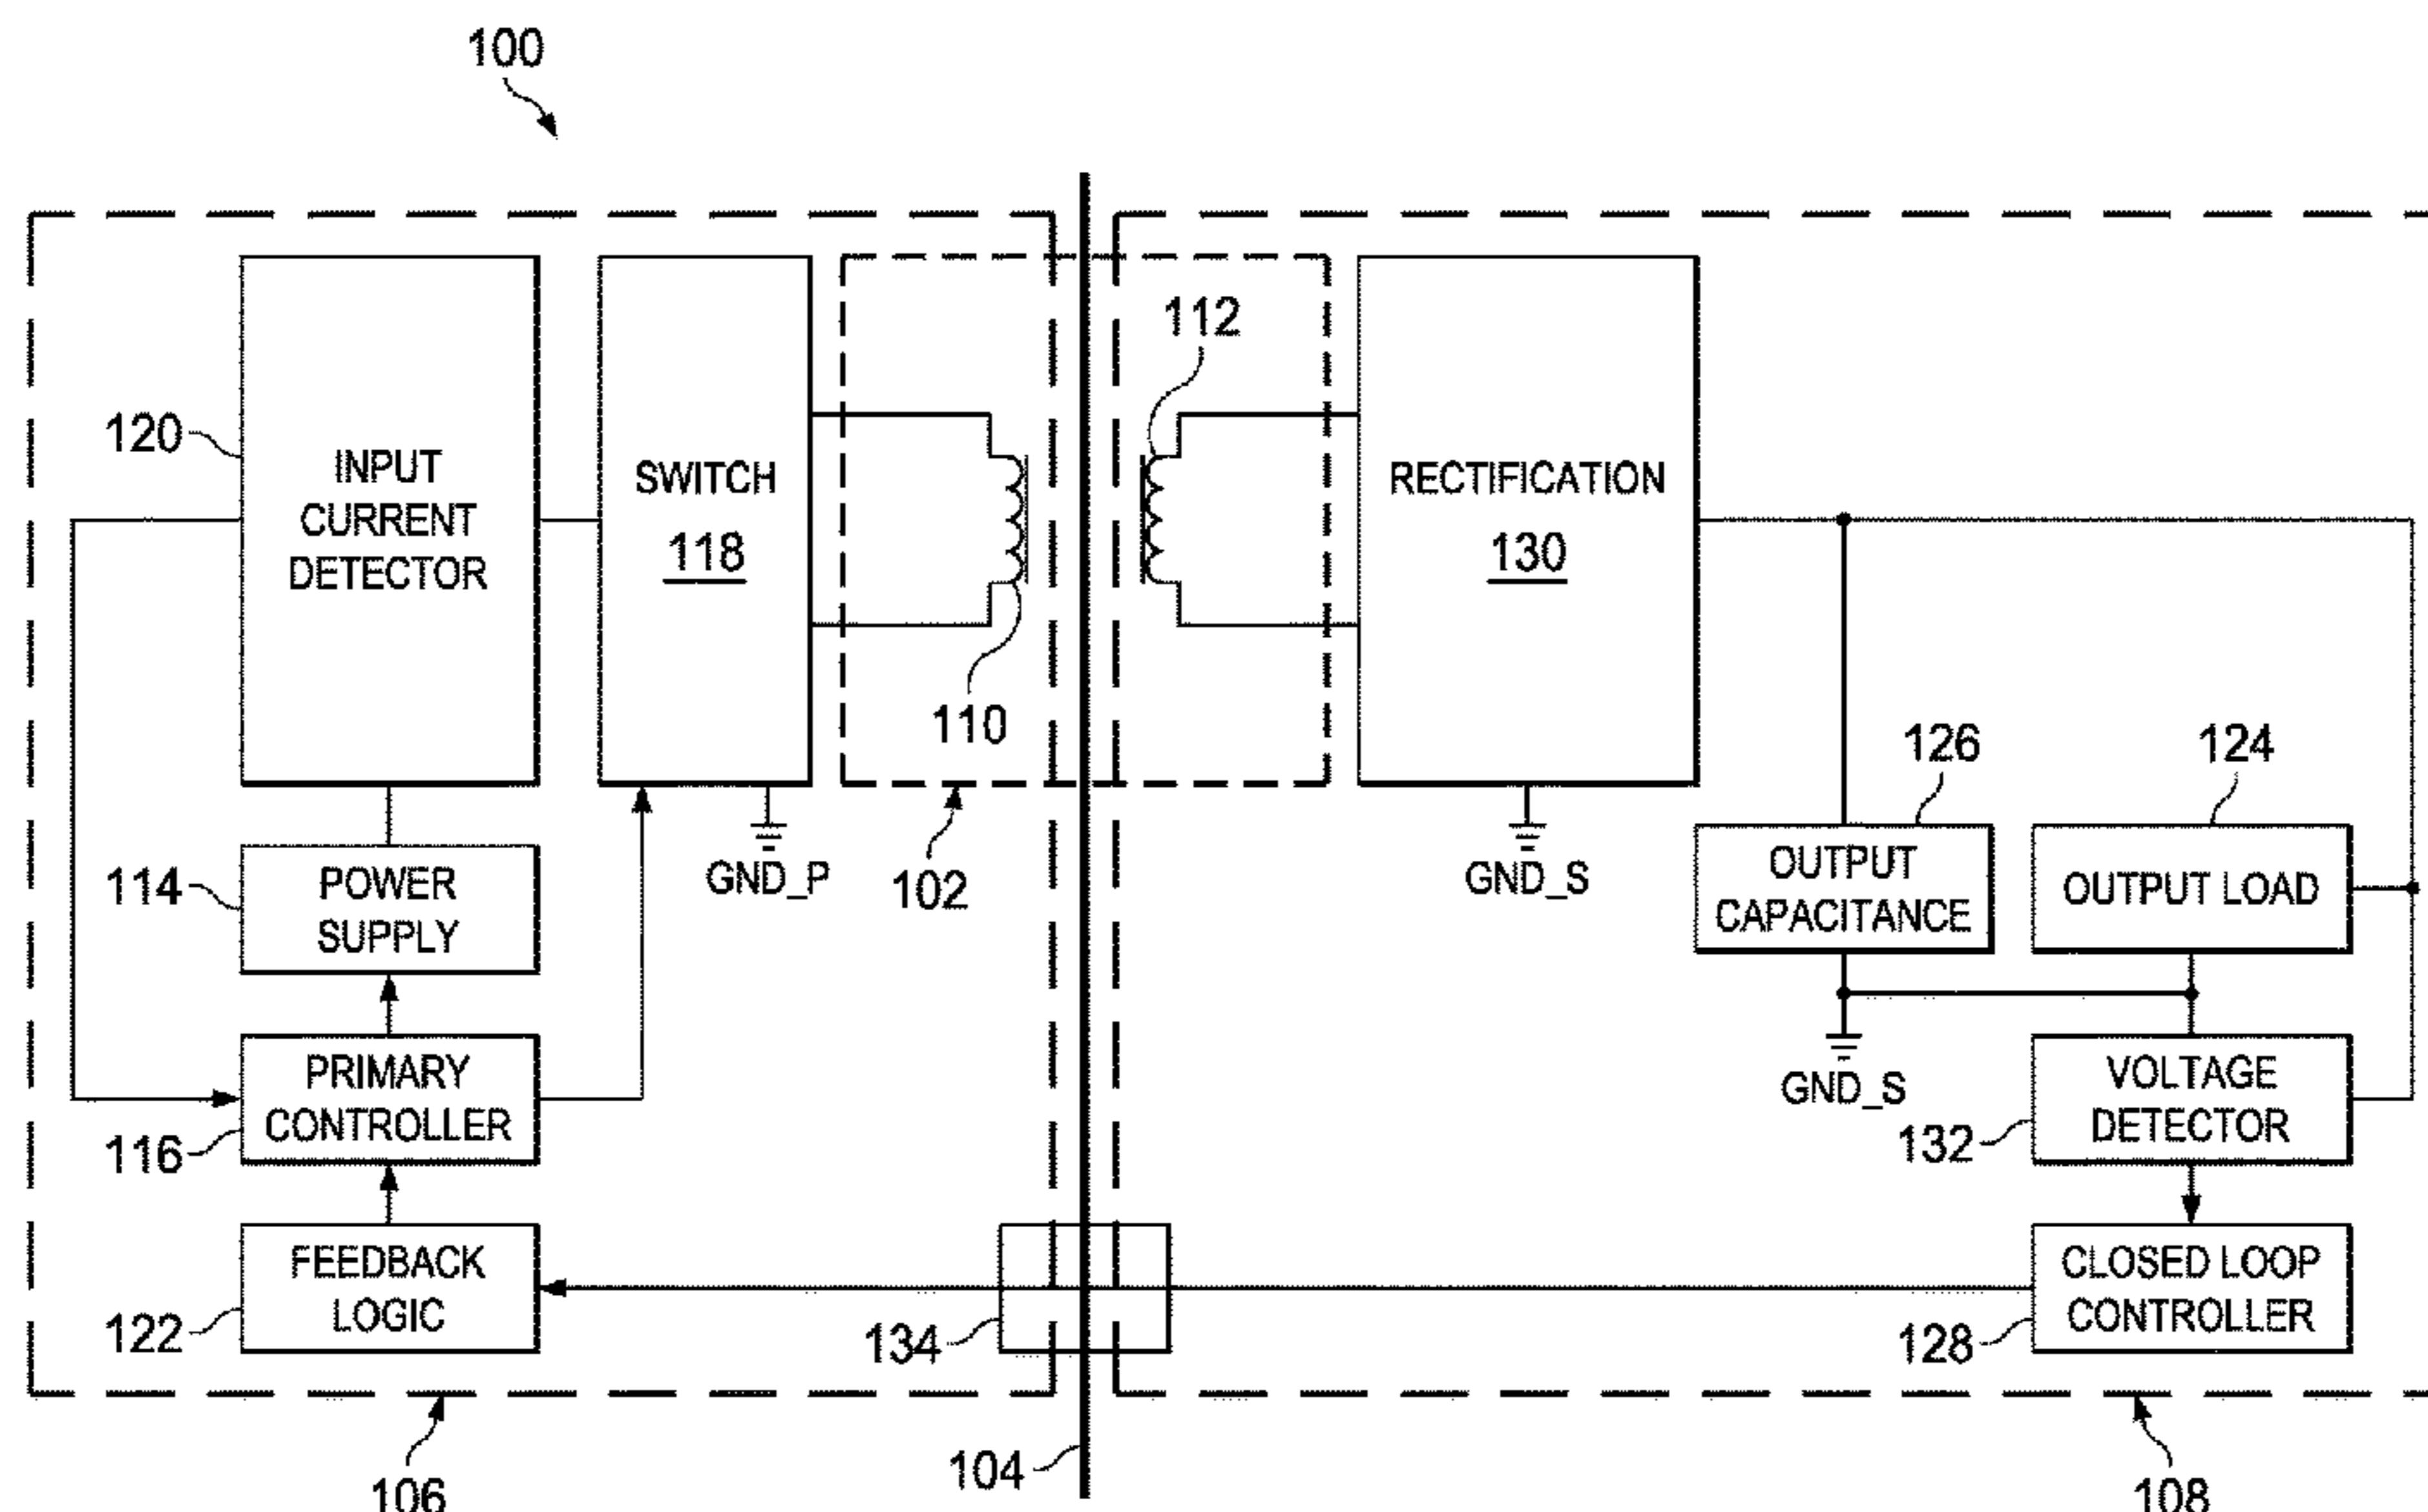 100
112
120
INPUT
CURRENT
DETECTOR
SWITCH
118
RECTIFICATION
130
110
126
124
114
POWER
SUPPLY
GND_P
102
GND_S
OUTPUT
CAPACITANCE
OUTPUT LOAD
PRIMARY
CONTROLLER
116
GND_S
VOLTAGE
DETECTOR
132
FEEDBACK
LOGIC
122
134
CLOSED LOOP
CONTROLLER
128
104
106
108